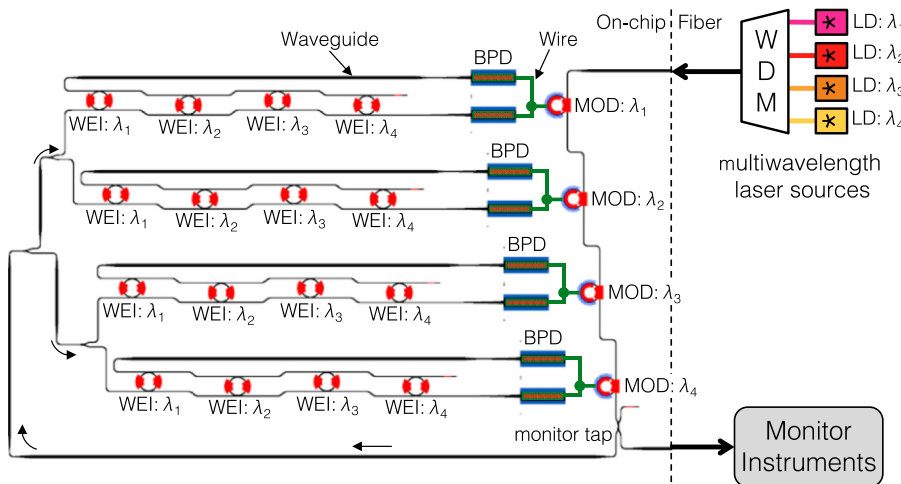 Waveguide
BPD
Wire
On-chip
Fiber
W
D
M
LD: λ
LD: λ2
LD: λ3
LD: λ4
multiwavelength
laser sources
WEI: λ1
WEI: λ2
WEI: λ3
WEI: λ4
MOD: λ1
BPD
WEI: λ1
WEI: λ2
WEI: λ3
WEI: λ4
MOD: λ2
BPD
WEI: λ1
WEI: λ2
WEI: λ3
WEI: λ4
MOD: λ3
BPD
WEI: λ1
WEI: λ2
WEI: λ3
WEI: λ4
MOD: λ4
monitor tap
Monitor
Instruments